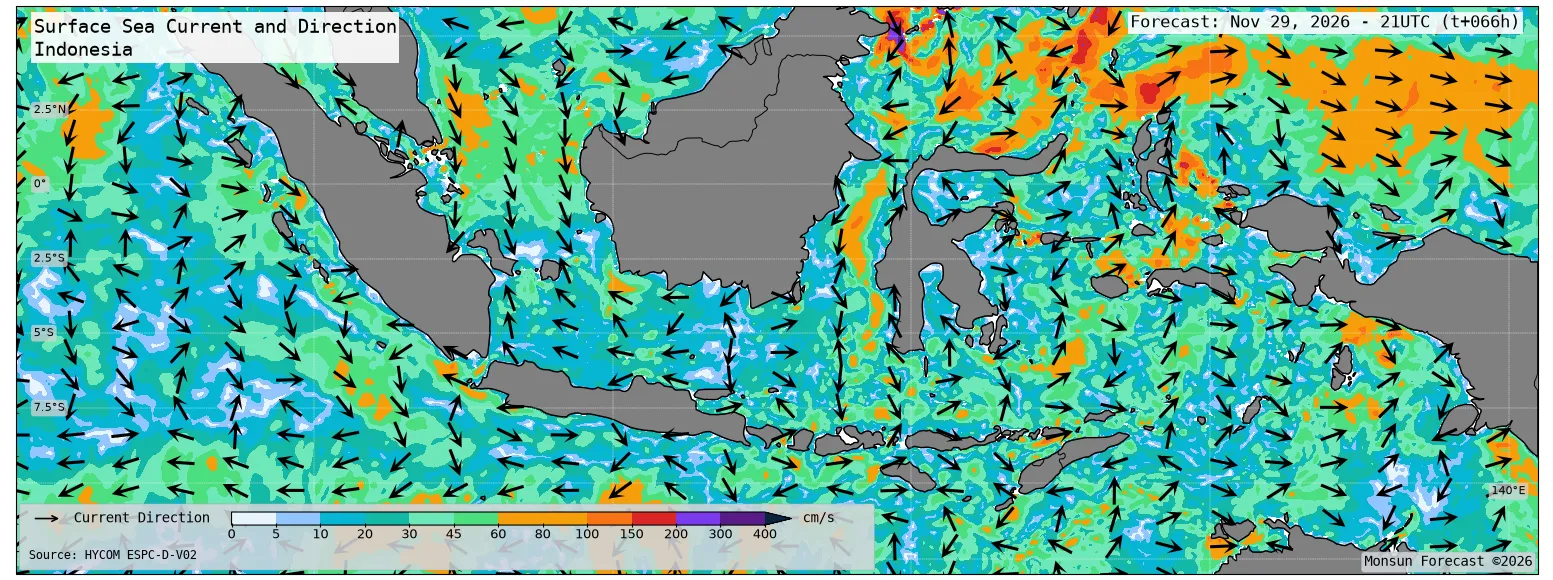 Surface Sea Current and Direction
Indonesia
Forecast: Nov 29, 2026 - 21UTC (t+066h)
2.5°N
0°
2.5°S
5°S
7.5°S
140°E
Current Direction
0 5 10 20 30 45 60 80 100 150 200 300 400 cm/s
Source: HYCOM ESPC-D-V02
Monsun Forecast ©2026